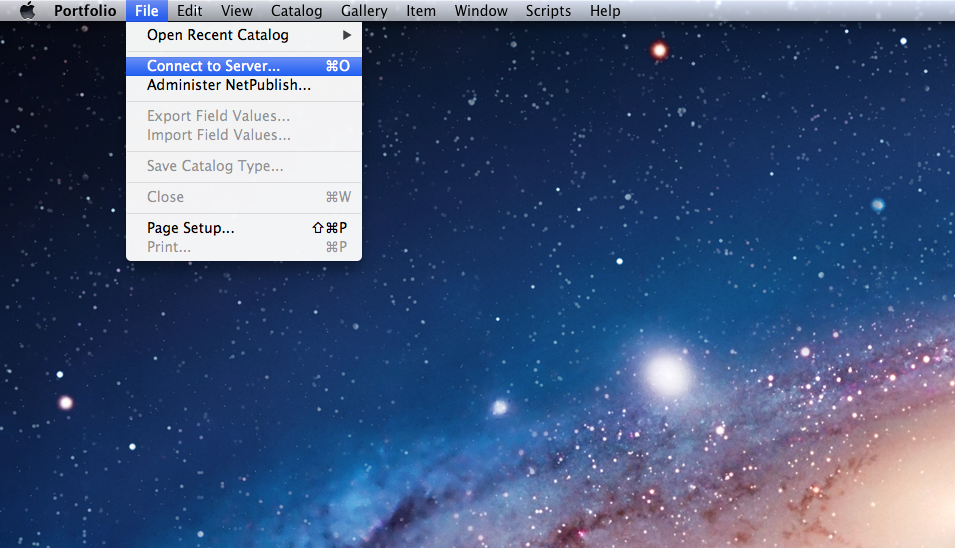 Portfolio File Edit View Catalog Gallery Item Window Scripts Help
Open Recent Catalog ▶
Connect to Server... ⌘O
Administer NetPublish...
Export Field Values...
Import Field Values...
Save Catalog Type...
Close ⌘W
Page Setup... ⇧⌘P
Print... ⌘P